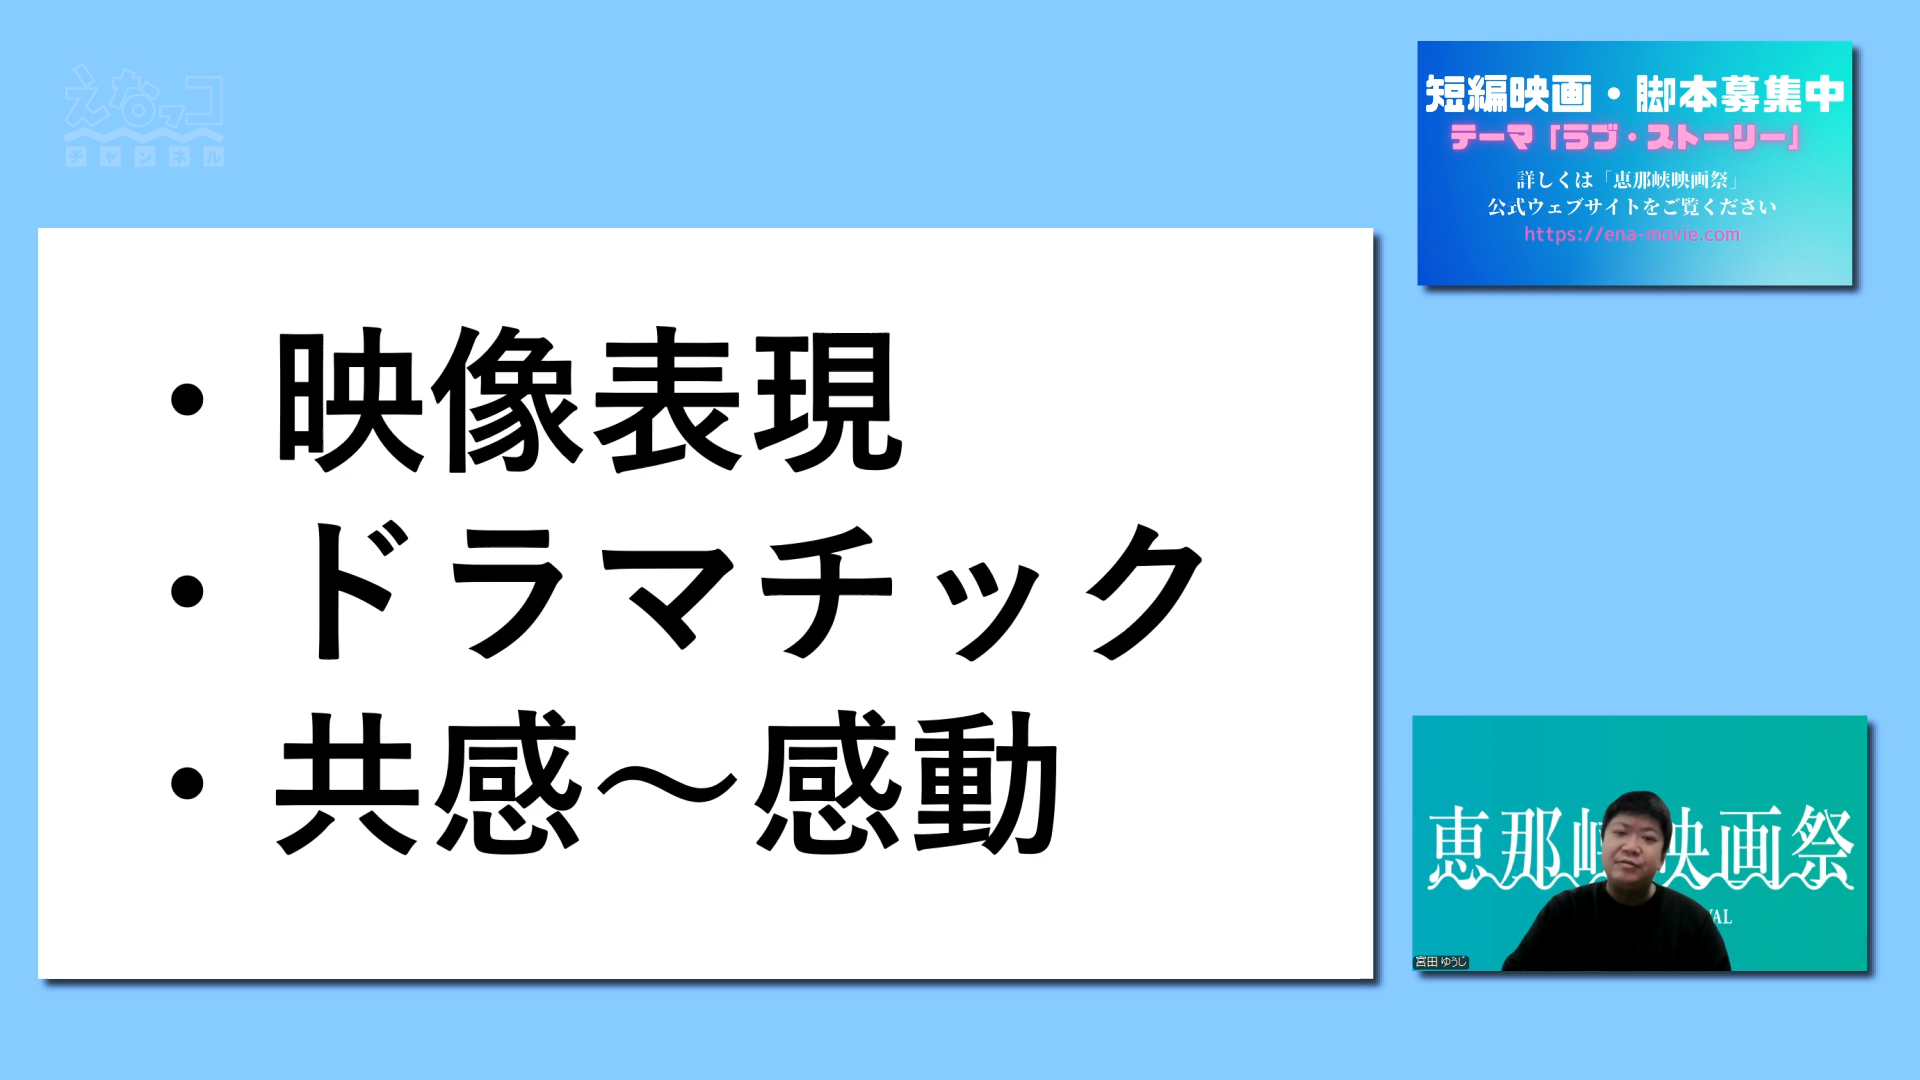 えなッコ
チャンネル
・映像表現
・ドラマチック
・共感～感動
短編映画・脚本募集中
テーマ「ラブ・ストーリー」
詳しくは「恵那峡映画祭」
公式ウェブサイトをご覧ください
https://ena-movie.com
恵那峡映画祭
VAL
宮田 ゆうじ